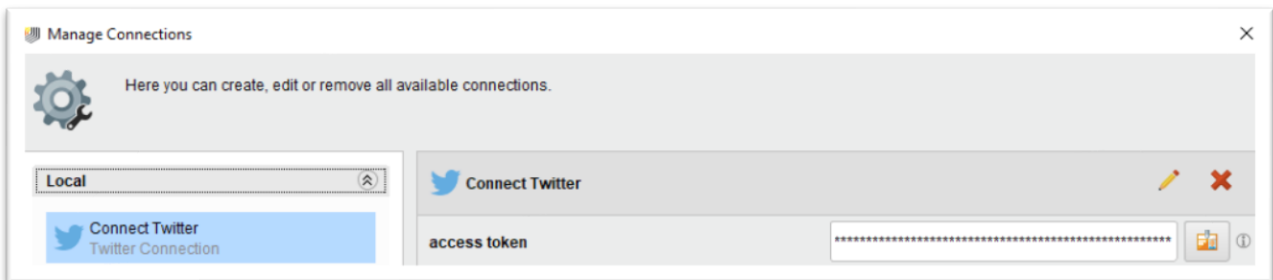 Manage Connections
Here you can create, edit or remove all available connections.
Local
Connect Twitter
Twitter Connection
Connect Twitter
access token
******************************************************